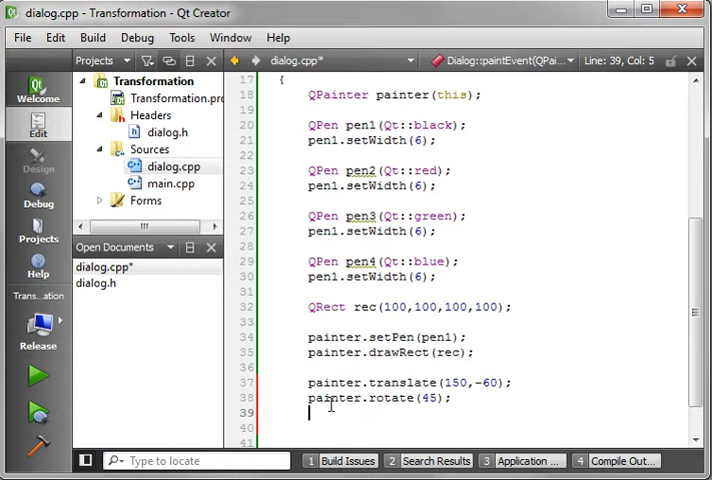 dialog.cpp - Transformation - Qt Creator
File Edit Build Debug Tools Window Help
Projects dialog.cpp* Dialog::paintEvent(QPai... Line: 39, Col: 5
Welcome
Edit
Design
Debug
Projects
Help
Trans...ation
Release
Transformation
Transformation.prc
Headers
dialog.h
Sources
dialog.cpp
main.cpp
Forms
Open Documents
dialog.cpp*
dialog.h
17 {
18 QPainter painter(this);
19
20 QPen pen1(Qt::black);
21 pen1.setWidth(6);
22
23 QPen pen2(Qt::red);
24 pen1.setWidth(6);
25
26 QPen pen3(Qt::green);
27 pen1.setWidth(6);
28
29 QPen pen4(Qt::blue);
30 pen1.setWidth(6);
31
32 QRect rec(100,100,100,100);
33
34 painter.setPen(pen1);
35 painter.drawRect(rec);
36
37 painter.translate(150,-60);
38 painter.rotate(45);
39
40
41
Type to locate 1 Build Issues 2 Search Results 3 Application ... 4 Compile Out...